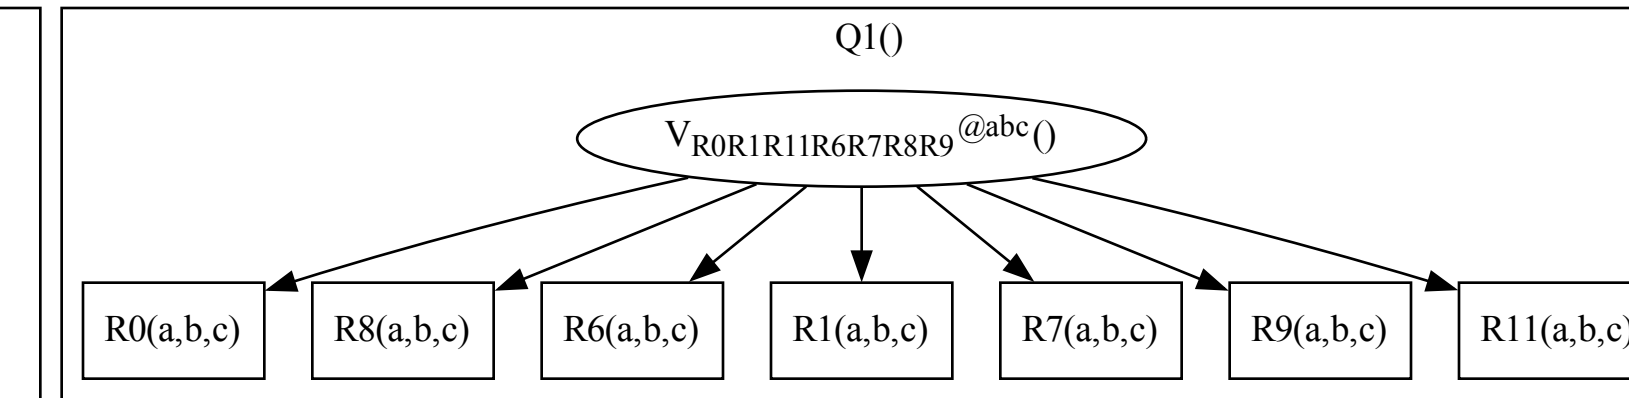 Q1()
V_R0R1R11R6R7R8R9^@abc()
R0(a,b,c)
R8(a,b,c)
R6(a,b,c)
R1(a,b,c)
R7(a,b,c)
R9(a,b,c)
R11(a,b,c)